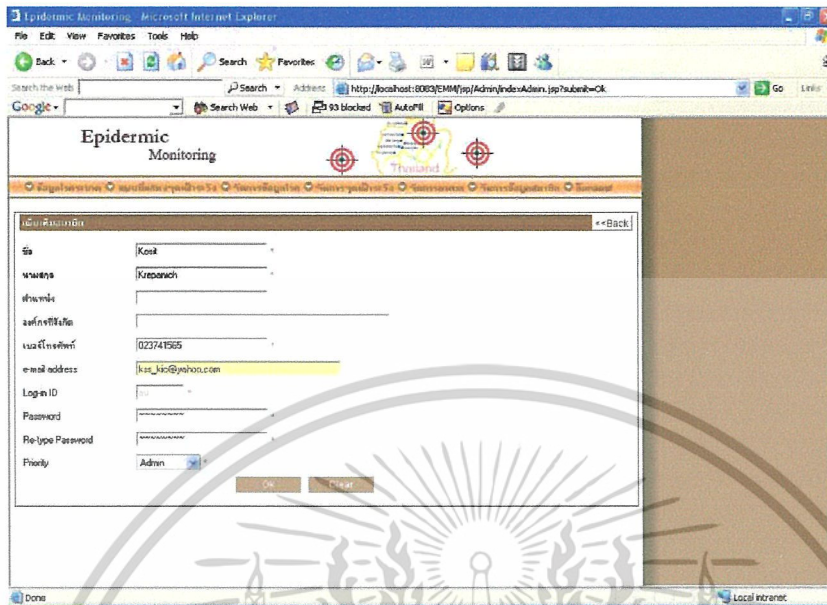 Epidermic Monitoring - Microsoft Internet Explorer
File Edit View Favorites Tools Help
Back Search Favorites
Search the Web Search Address http://localhost:8083/EMM/jsp/Admin/indexAdmin.jsp?submit=Ok Go Links
Google Search Web 93 blocked AutoFill Options
Epidermic
Monitoring
Thailand
<<Back
ชื่อ Kosit *
นามสกุล Krepanich *
ตำแหน่ง
องค์กรที่สังกัด
เบอร์โทรศัพท์ 023741565 *
e-mail address kss_kio@yahoo.com
Log-in ID *
Password *
Re-type Password *
Priority Admin *
Ok Clear
Done Local intranet